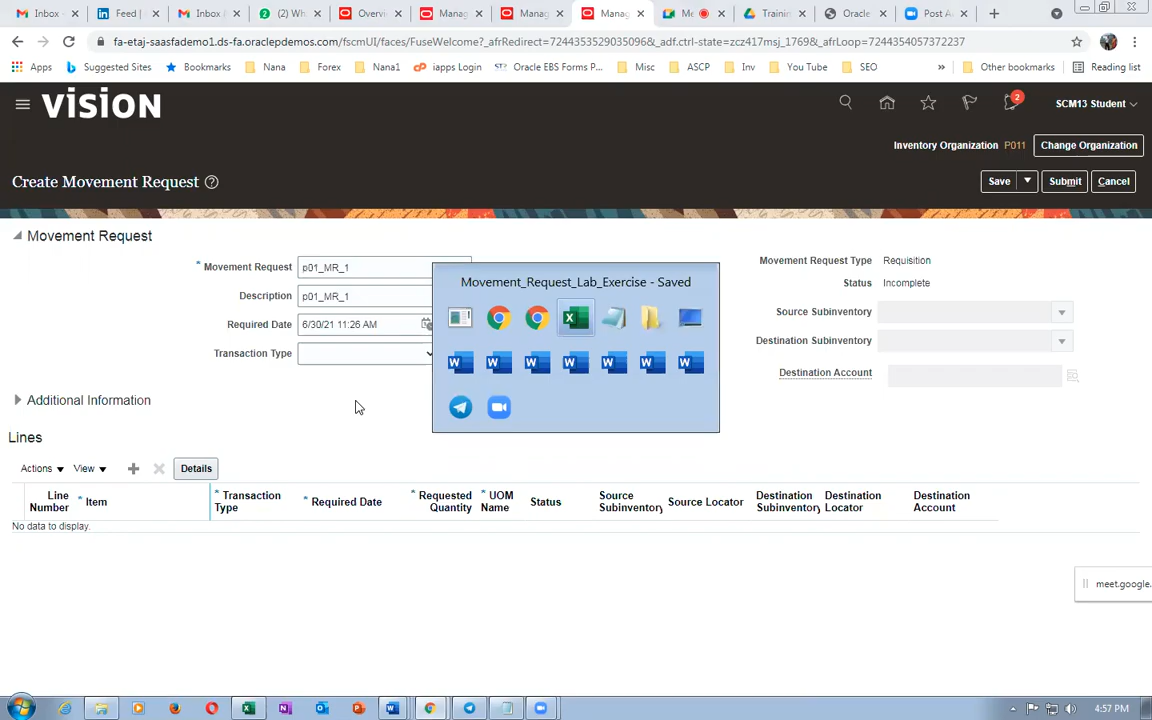 Inbox
Feed |
Inbox (
2
(2) Wh
Overvi
Manag
Manag
Manag
Me
Trainin
Oracle
Post A
fa-etaj-saasfademo1.ds-fa.oraclepdemos.com/fscmUI/faces/FuseWelcome?_afrRedirect=7244353529035096&_adf.ctrl-state=zcz417msj_1769&_afrLoop=7244354057372237
Apps
Suggested Sites
Bookmarks
Nana
Forex
Nana1
iapps Login
Oracle EBS Forms P...
Misc
ASCP
Inv
You Tube
SEO
»
Other bookmarks
Reading list
VISION
2
SCM13 Student
Inventory Organization P011
Change Organization
Create Movement Request
Save
Submit
Cancel
Movement Request
* Movement Request p01_MR_1
Description p01_MR_1
Required Date 6/30/21 11:26 AM
Transaction Type
Movement_Request_Lab_Exercise - Saved
Movement Request Type Requisition
Status Incomplete
Source Subinventory
Destination Subinventory
Destination Account
Additional Information
Lines
Actions
View
Details
Line Number
* Item
* Transaction Type
* Required Date
* Requested Quantity
* UOM Name
Status
Source Subinventory
Source Locator
Destination Subinventory
Destination Locator
Destination Account
No data to display.
meet.google.
4:57 PM